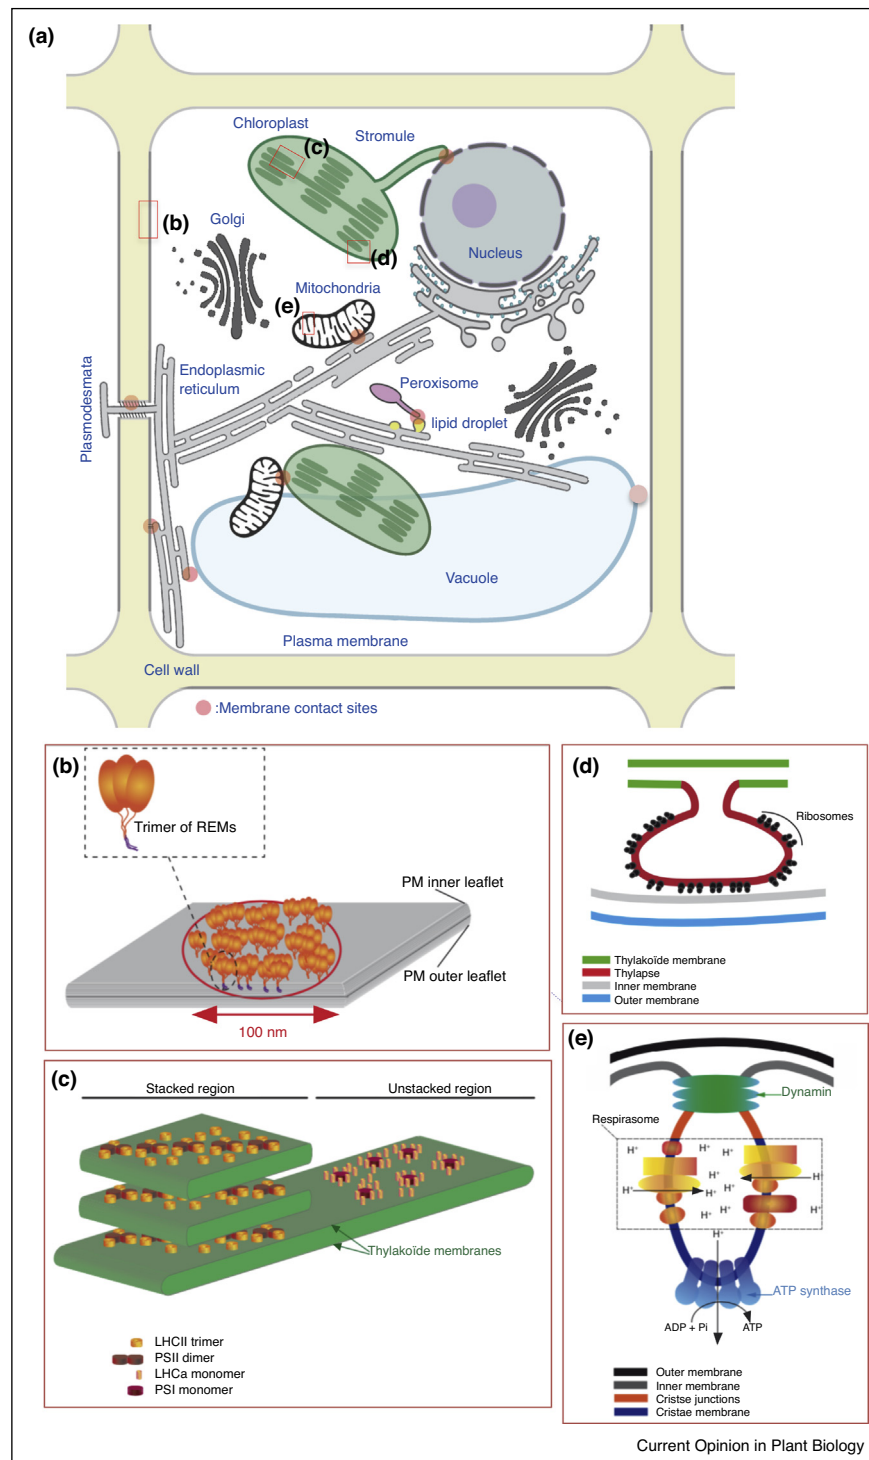 (a)
Chloroplast
(c)
Stromule
(b)
Golgi
Nucleus
(d)
Mitochondria
(e)
Endoplasmic
reticulum
Peroxisome
lipid droplet
Plasmodesmata
Vacuole
Plasma membrane
Cell wall
:Membrane contact sites
(b)
Trimer of REMs
PM inner leaflet
PM outer leaflet
100 nm
(c)
Stacked region
Unstacked region
Thylakoïde membranes
LHCII trimer
PSII dimer
LHCa monomer
PSI monomer
(d)
Ribosomes
Thylakoïde membrane
Thylapse
Inner membrane
Outer membrane
(e)
Dynamin
Respirasome
H+ H+ H+
H+ H+
H+ H+ H+ H+
H+ H+
H+ H+
H+
ATP synthase
ADP + Pi
ATP
Outer membrane
Inner membrane
Cristse junctions
Cristae membrane
Current Opinion in Plant Biology